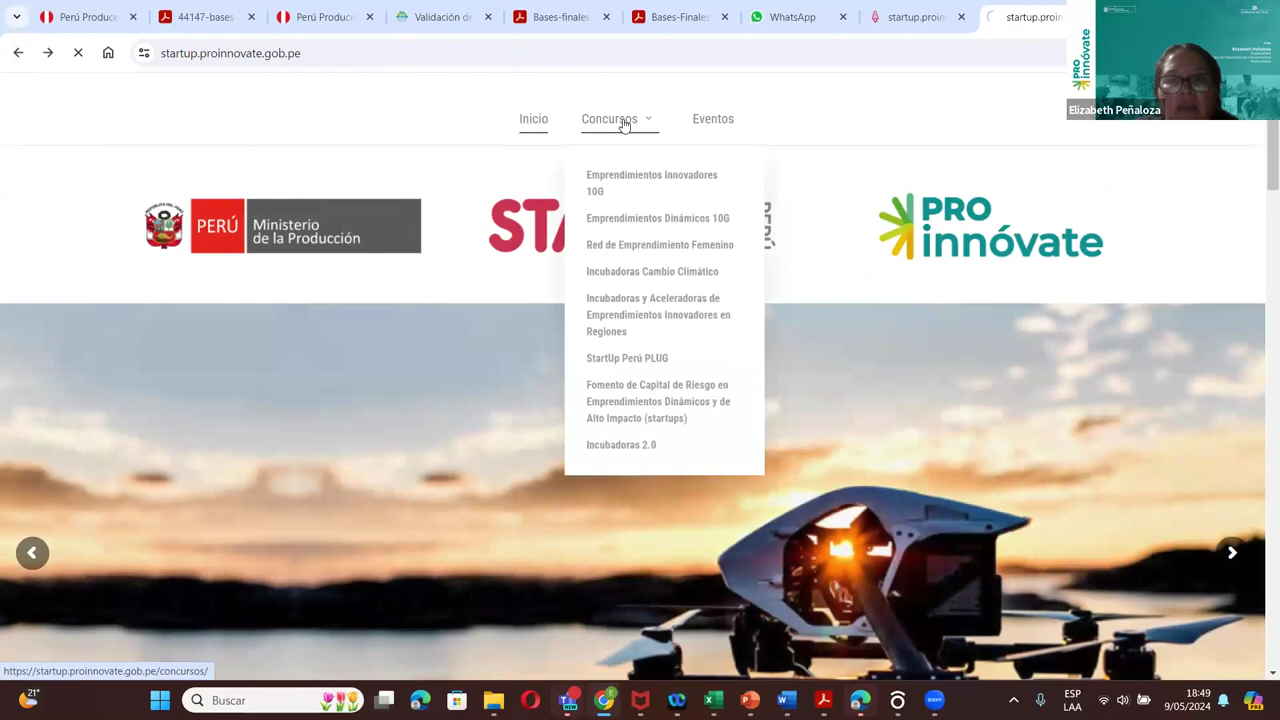 Perú Produce
44147-bases
Perú Produce
Bases-Finales
WhatsApp
startup.proin
startup.proin
startup.proinnovate.gob.pe
PRO
innóvate
Elizabeth Peñaloza
Elizabeth Peñaloza
Inicio
Concursos
Eventos
Emprendimientos Innovadores
10G
Emprendimientos Dinámicos 10G
Red de Emprendimiento Femenino
Incubadoras Cambio Climático
Incubadoras y Aceleradoras de
Emprendimientos Innovadores en
Regiones
StartUp Perú PLUG
Fomento de Capital de Riesgo en
Emprendimientos Dinámicos y de
Alto Impacto (startups)
Incubadoras 2.0
PERÚ
Ministerio
de la Producción
STA
PRO
innóvate
https://startup.proinnovate.gob.pe/concursos/
21°
Buscar
ESP
LAA
18:49
9/05/2024